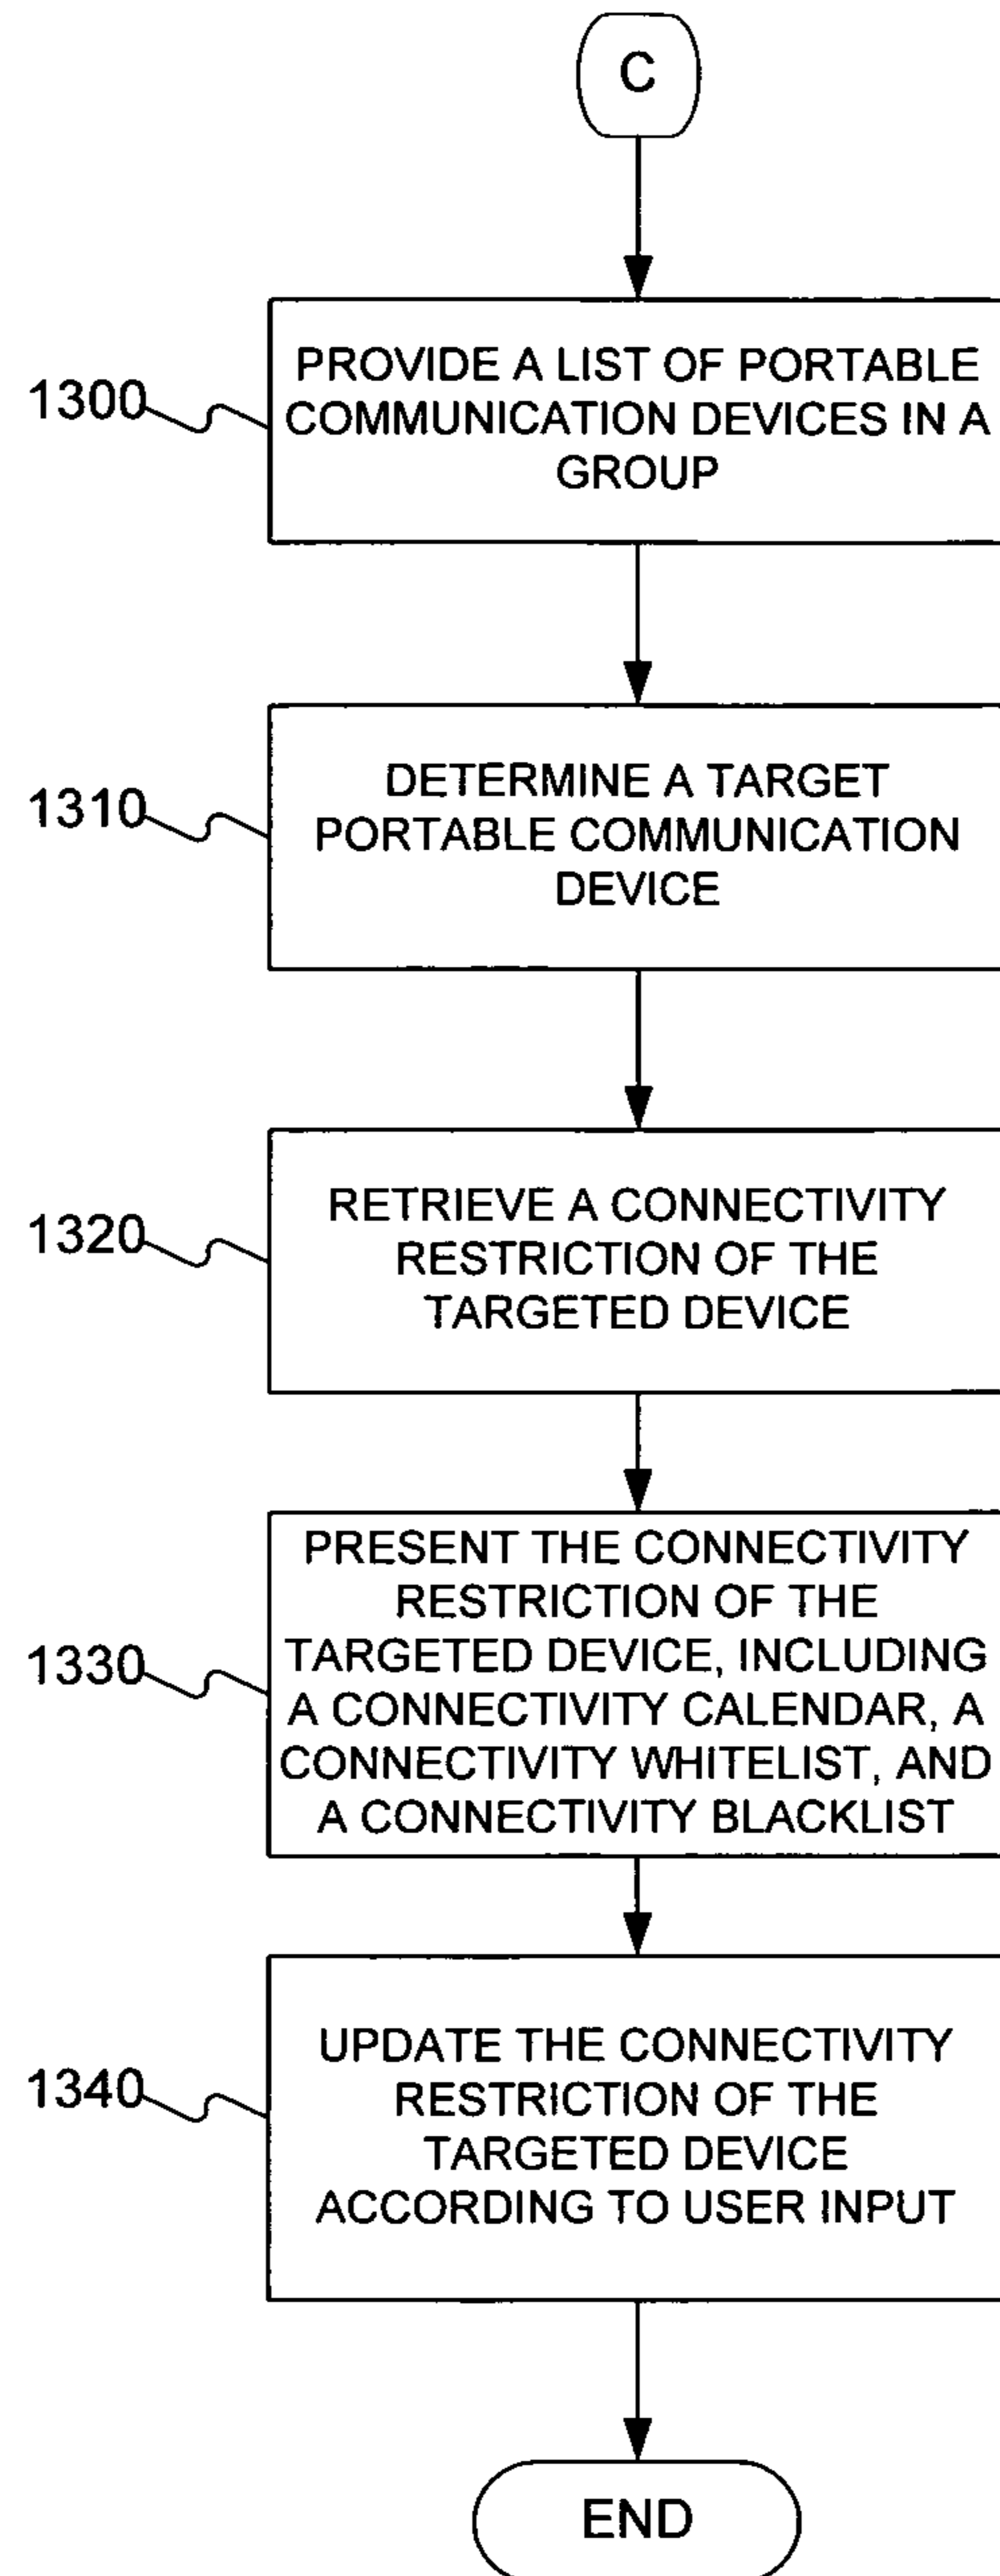 C
1300
PROVIDE A LIST OF PORTABLE
COMMUNICATION DEVICES IN A
GROUP
1310
DETERMINE A TARGET
PORTABLE COMMUNICATION
DEVICE
1320
RETRIEVE A CONNECTIVITY
RESTRICTION OF THE
TARGETED DEVICE
1330
PRESENT THE CONNECTIVITY
RESTRICTION OF THE
TARGETED DEVICE, INCLUDING
A CONNECTIVITY CALENDAR, A
CONNECTIVITY WHITELIST, AND
A CONNECTIVITY BLACKLIST
1340
UPDATE THE CONNECTIVITY
RESTRICTION OF THE
TARGETED DEVICE
ACCORDING TO USER INPUT
END